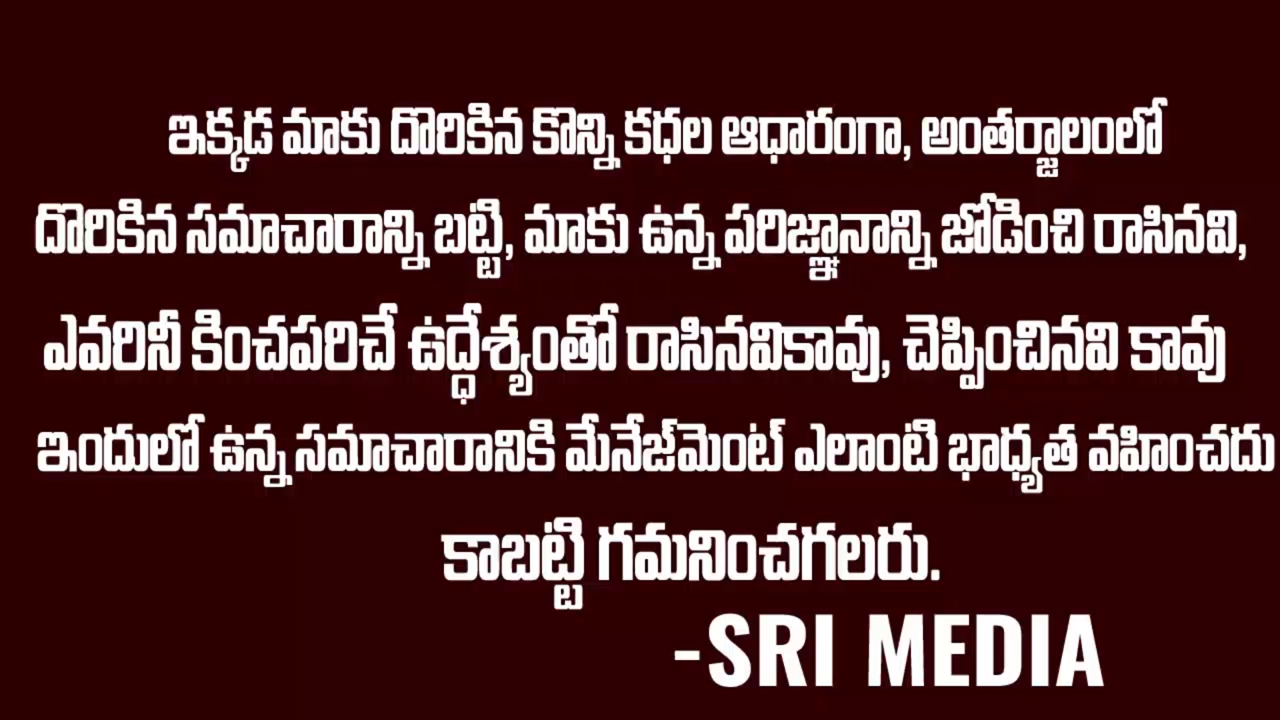 ఇక్కడ మాకు దొరికిన కొన్ని కధల ఆధారంగా, అంతర్జాలంలో
దొరికిన సమాచారాన్ని బట్టి, మాకు ఉన్న పరిజ్ఞానాన్ని జోడించి రాసినవి,
ఎవరినీ కించపరిచే ఉద్ధేశ్యంతో రాసినవికావు, చెప్పించినవి కావు
ఇందులో ఉన్న సమాచారానికి మేనేజ్‌మెంట్ ఎలాంటి భాధ్యత వహించదు
కాబట్టి గమనించగలరు.
-SRI MEDIA